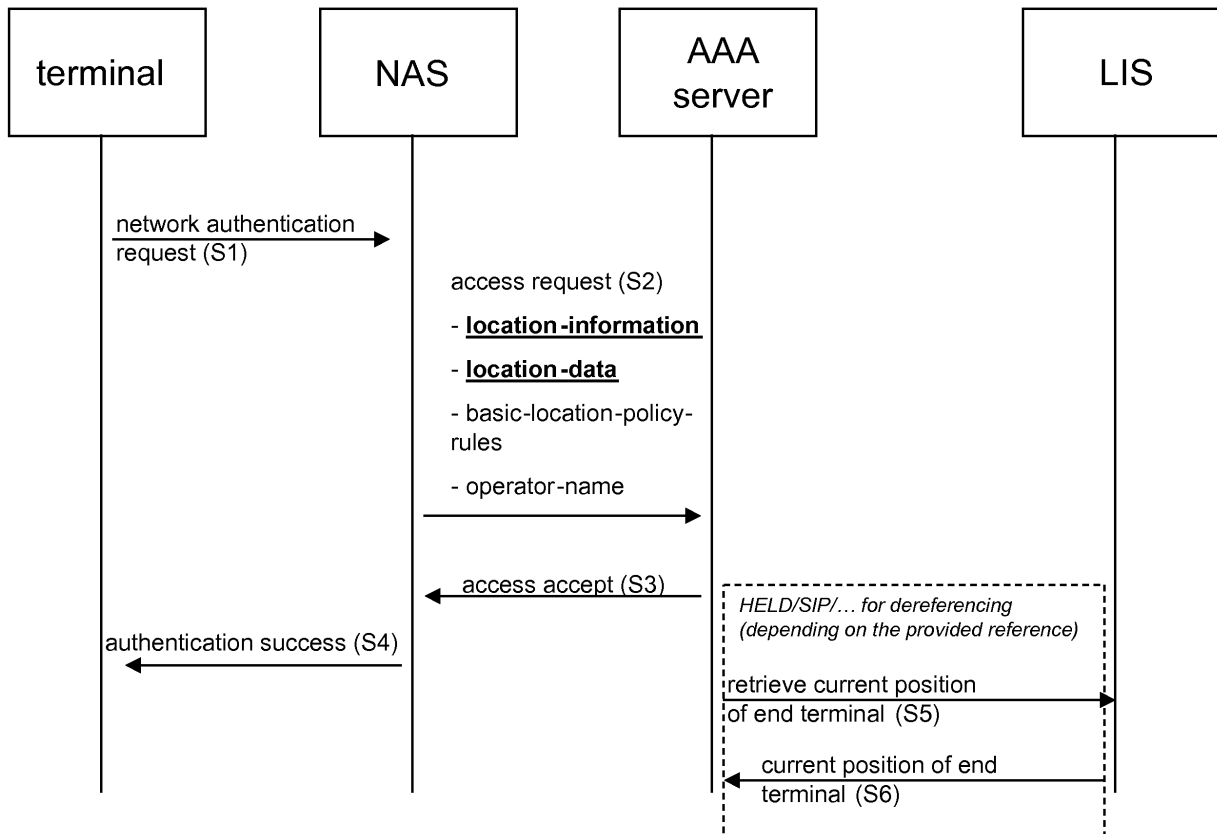 terminal
NAS
AAA
server
LIS
network authentication
request (S1)
access request (S2)
- location-information
- location-data
- basic-location-policy-
rules
- operator-name
access accept (S3)
authentication success (S4)
HELD/SIP/… for dereferencing
(depending on the provided reference)
retrieve current position
of end terminal (S5)
current position of end
terminal (S6)